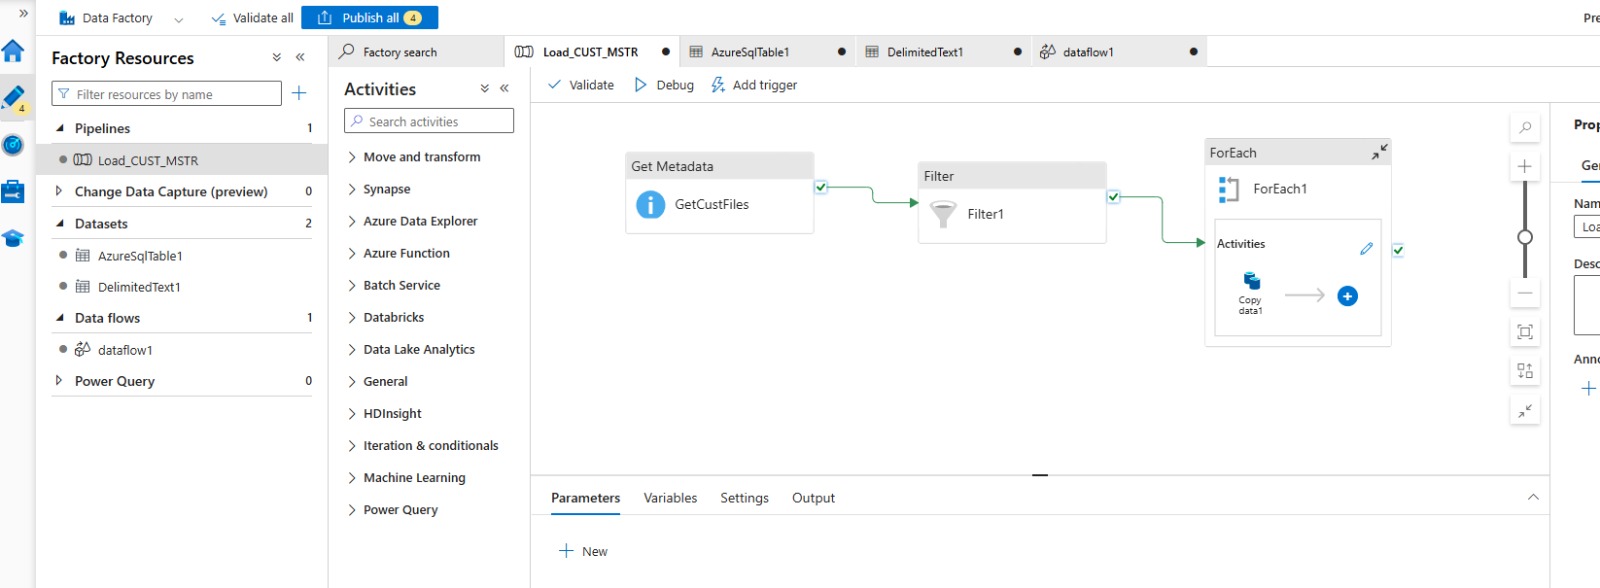 Data Factory
Validate all
Publish all 4
Pre
Factory Resources
Filter resources by name
4
Pipelines 1
Load_CUST_MSTR
Change Data Capture (preview) 0
Datasets 2
AzureSqlTable1
DelimitedText1
Data flows 1
dataflow1
Power Query 0
Factory search
Load_CUST_MSTR
AzureSqlTable1
DelimitedText1
dataflow1
Activities
Search activities
Move and transform
Synapse
Azure Data Explorer
Azure Function
Batch Service
Databricks
Data Lake Analytics
General
HDInsight
Iteration & conditionals
Machine Learning
Power Query
Validate
Debug
Add trigger
Get Metadata
GetCustFiles
Filter
Filter1
ForEach
ForEach1
Activities
Copy
data1
Parameters
Variables
Settings
Output
New
Prop
Gen
Nam
Loa
Desc
Anno